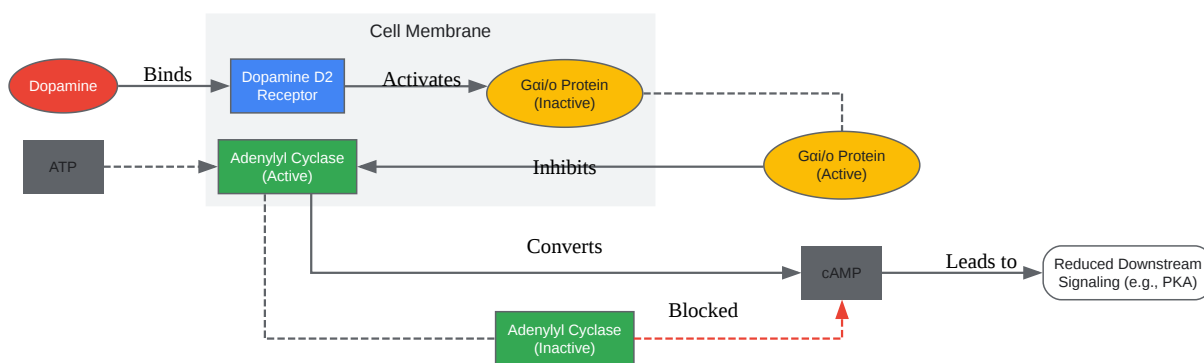 Cell Membrane
Dopamine
Binds
Dopamine D2
Receptor
Activates
Gαi/o Protein
(Inactive)
ATP
Adenylyl Cyclase
(Active)
Inhibits
Gαi/o Protein
(Active)
Converts
cAMP
Leads to
Reduced Downstream
Signaling (e.g., PKA)
Blocked
Adenylyl Cyclase
(Inactive)